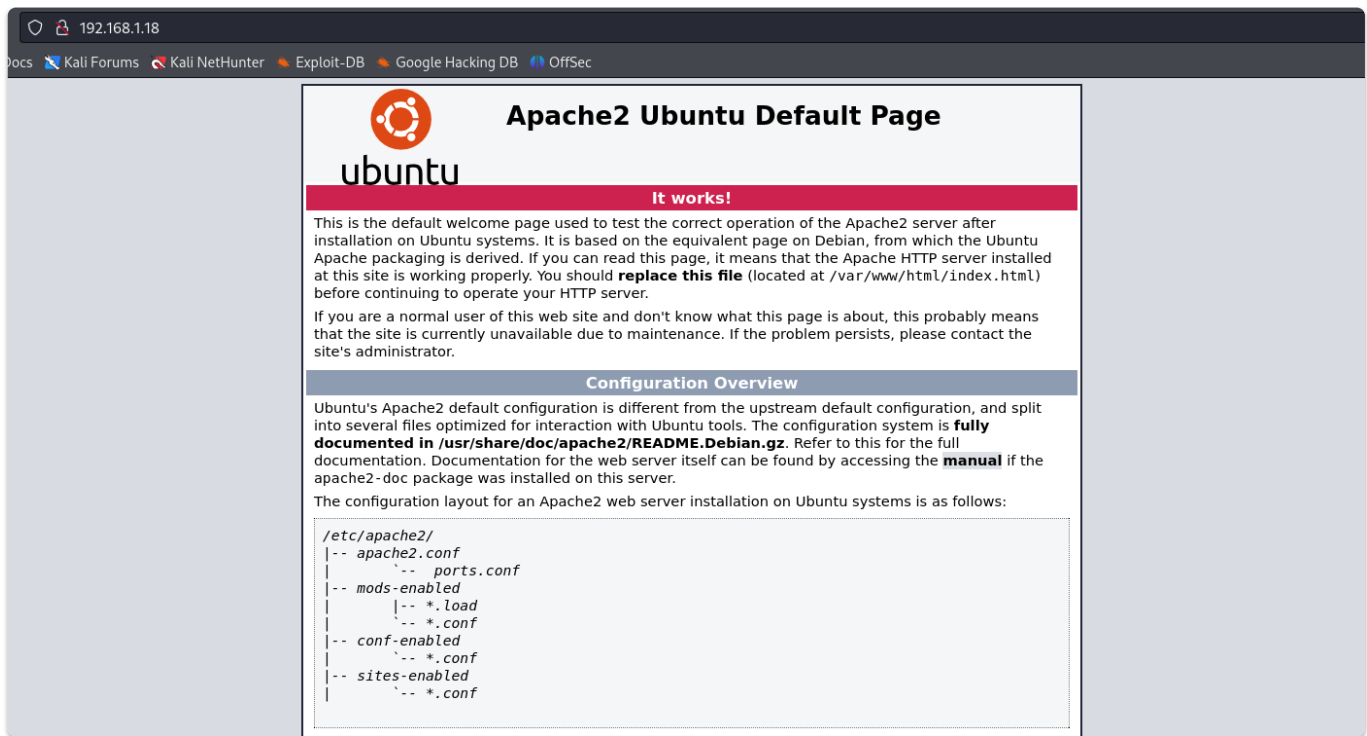 192.168.1.18
Docs Kali Forums Kali NetHunter Exploit-DB Google Hacking DB OffSec
Apache2 Ubuntu Default Page
ubuntu
It works!
This is the default welcome page used to test the correct operation of the Apache2 server after
installation on Ubuntu systems. It is based on the equivalent page on Debian, from which the Ubuntu
Apache packaging is derived. If you can read this page, it means that the Apache HTTP server installed
at this site is working properly. You should replace this file (located at /var/www/html/index.html)
before continuing to operate your HTTP server.
If you are a normal user of this web site and don't know what this page is about, this probably means
that the site is currently unavailable due to maintenance. If the problem persists, please contact the
site's administrator.
Configuration Overview
Ubuntu's Apache2 default configuration is different from the upstream default configuration, and split
into several files optimized for interaction with Ubuntu tools. The configuration system is fully
documented in /usr/share/doc/apache2/README.Debian.gz. Refer to this for the full
documentation. Documentation for the web server itself can be found by accessing the manual if the
apache2-doc package was installed on this server.
The configuration layout for an Apache2 web server installation on Ubuntu systems is as follows:
/etc/apache2/
|-- apache2.conf
|       `--  ports.conf
|-- mods-enabled
|       |-- *.load
|       `-- *.conf
|-- conf-enabled
|       `-- *.conf
|-- sites-enabled
|       `-- *.conf